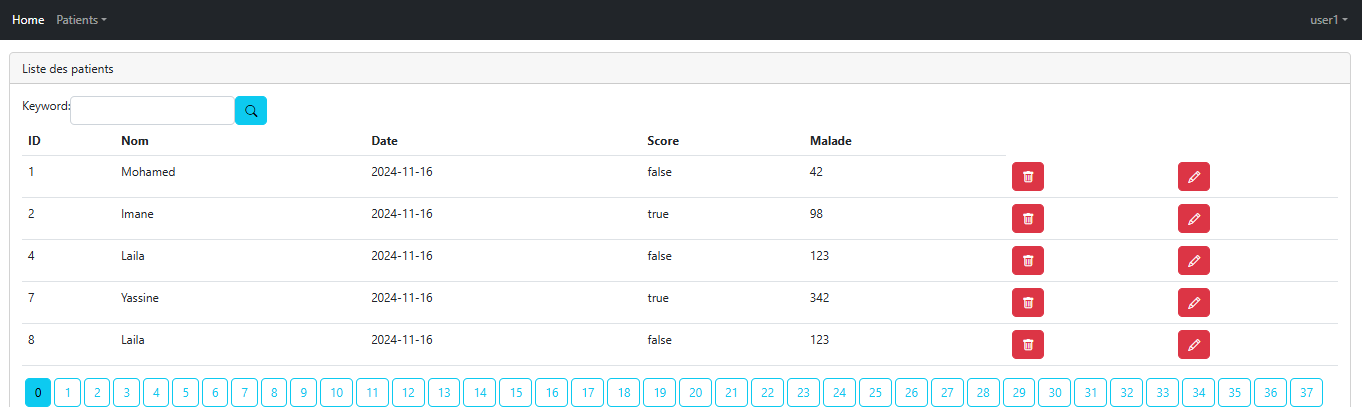 Home Patients user1
Liste des patients
Keyword:
ID Nom Date Score Malade
1 Mohamed 2024-11-16 false 42
2 Imane 2024-11-16 true 98
4 Laila 2024-11-16 false 123
7 Yassine 2024-11-16 true 342
8 Laila 2024-11-16 false 123
0 1 2 3 4 5 6 7 8 9 10 11 12 13 14 15 16 17 18 19 20 21 22 23 24 25 26 27 28 29 30 31 32 33 34 35 36 37